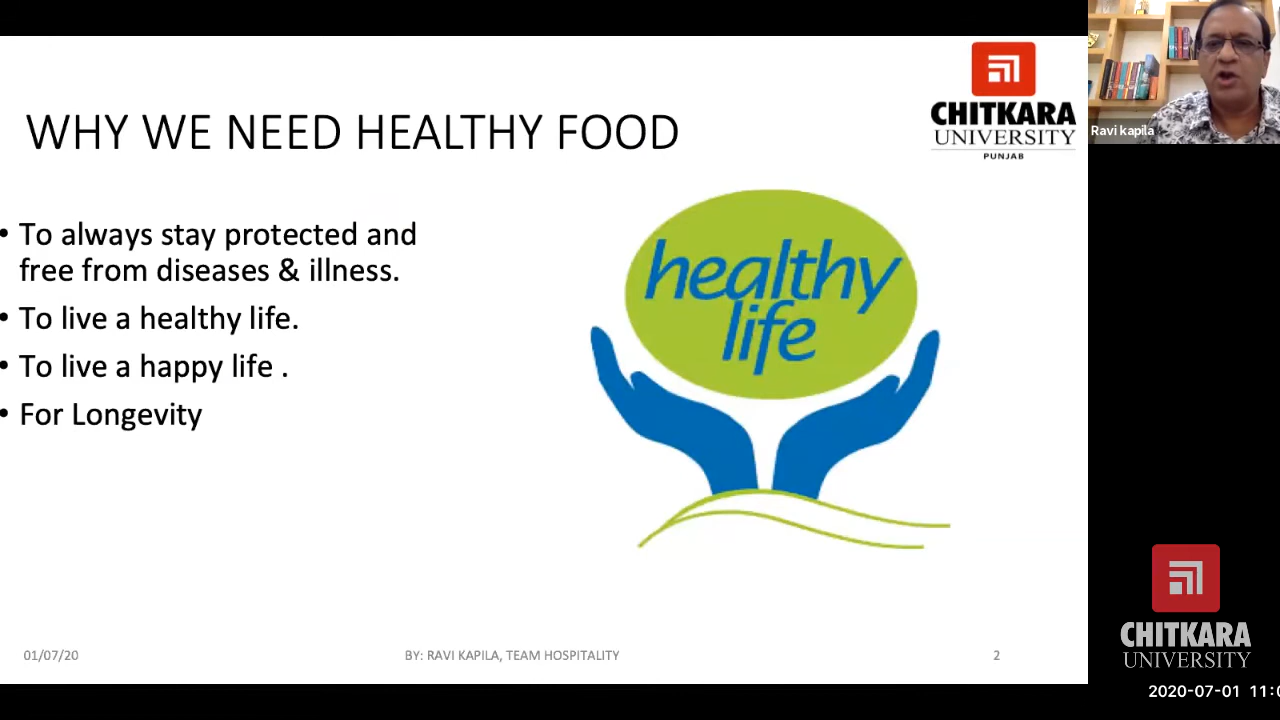 WHY WE NEED HEALTHY FOOD
CHITKARA
UNIVERSITY
PUNJAB
Ravi kapila
• To always stay protected and
free from diseases & illness.
• To live a healthy life.
• To live a happy life .
• For Longevity
healthy
life
01/07/20
BY: RAVI KAPILA, TEAM HOSPITALITY
2
CHITKARA
UNIVERSITY
2020-07-01 11:0